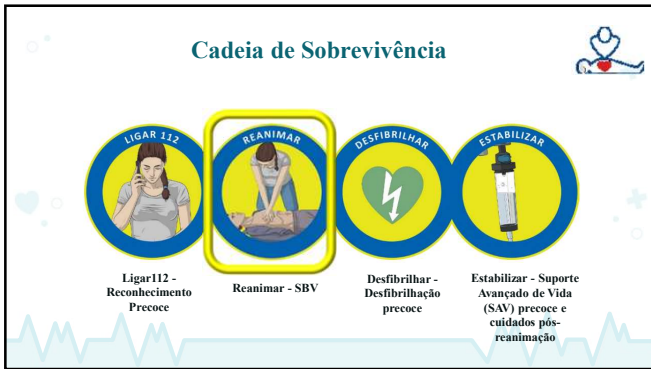 Cadeia de Sobrevivência
LIGAR 112
REANIMAR
DESFIBRILHAR
ESTABILIZAR
Ligar112 -
Reconhecimento
Precoce
Reanimar - SBV
Desfibrilhar -
Desfibrilhação
precoce
Estabilizar - Suporte
Avançado de Vida
(SAV) precoce e
cuidados pós-
reanimação